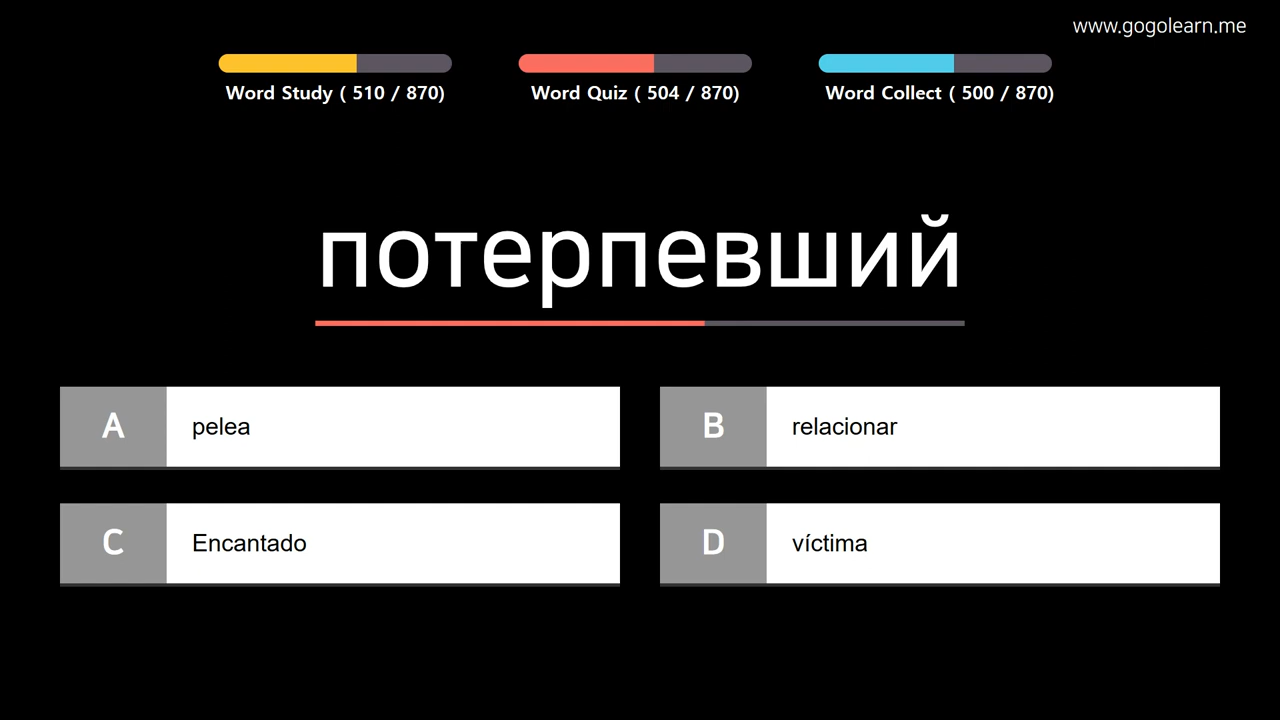 www.gogolearn.me
Word Study ( 510 / 870)
Word Quiz ( 504 / 870)
Word Collect ( 500 / 870)
потерпевший
A
pelea
B
relacionar
C
Encantado
D
víctima